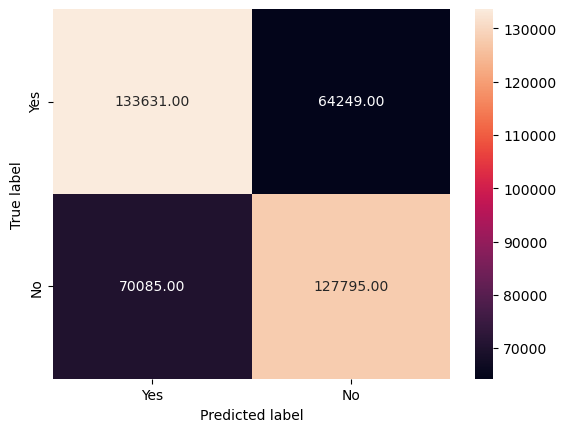 133631.00 64249.00
70085.00 127795.00
Yes
No
True label
Yes No
Predicted label
130000
120000
110000
100000
90000
80000
70000